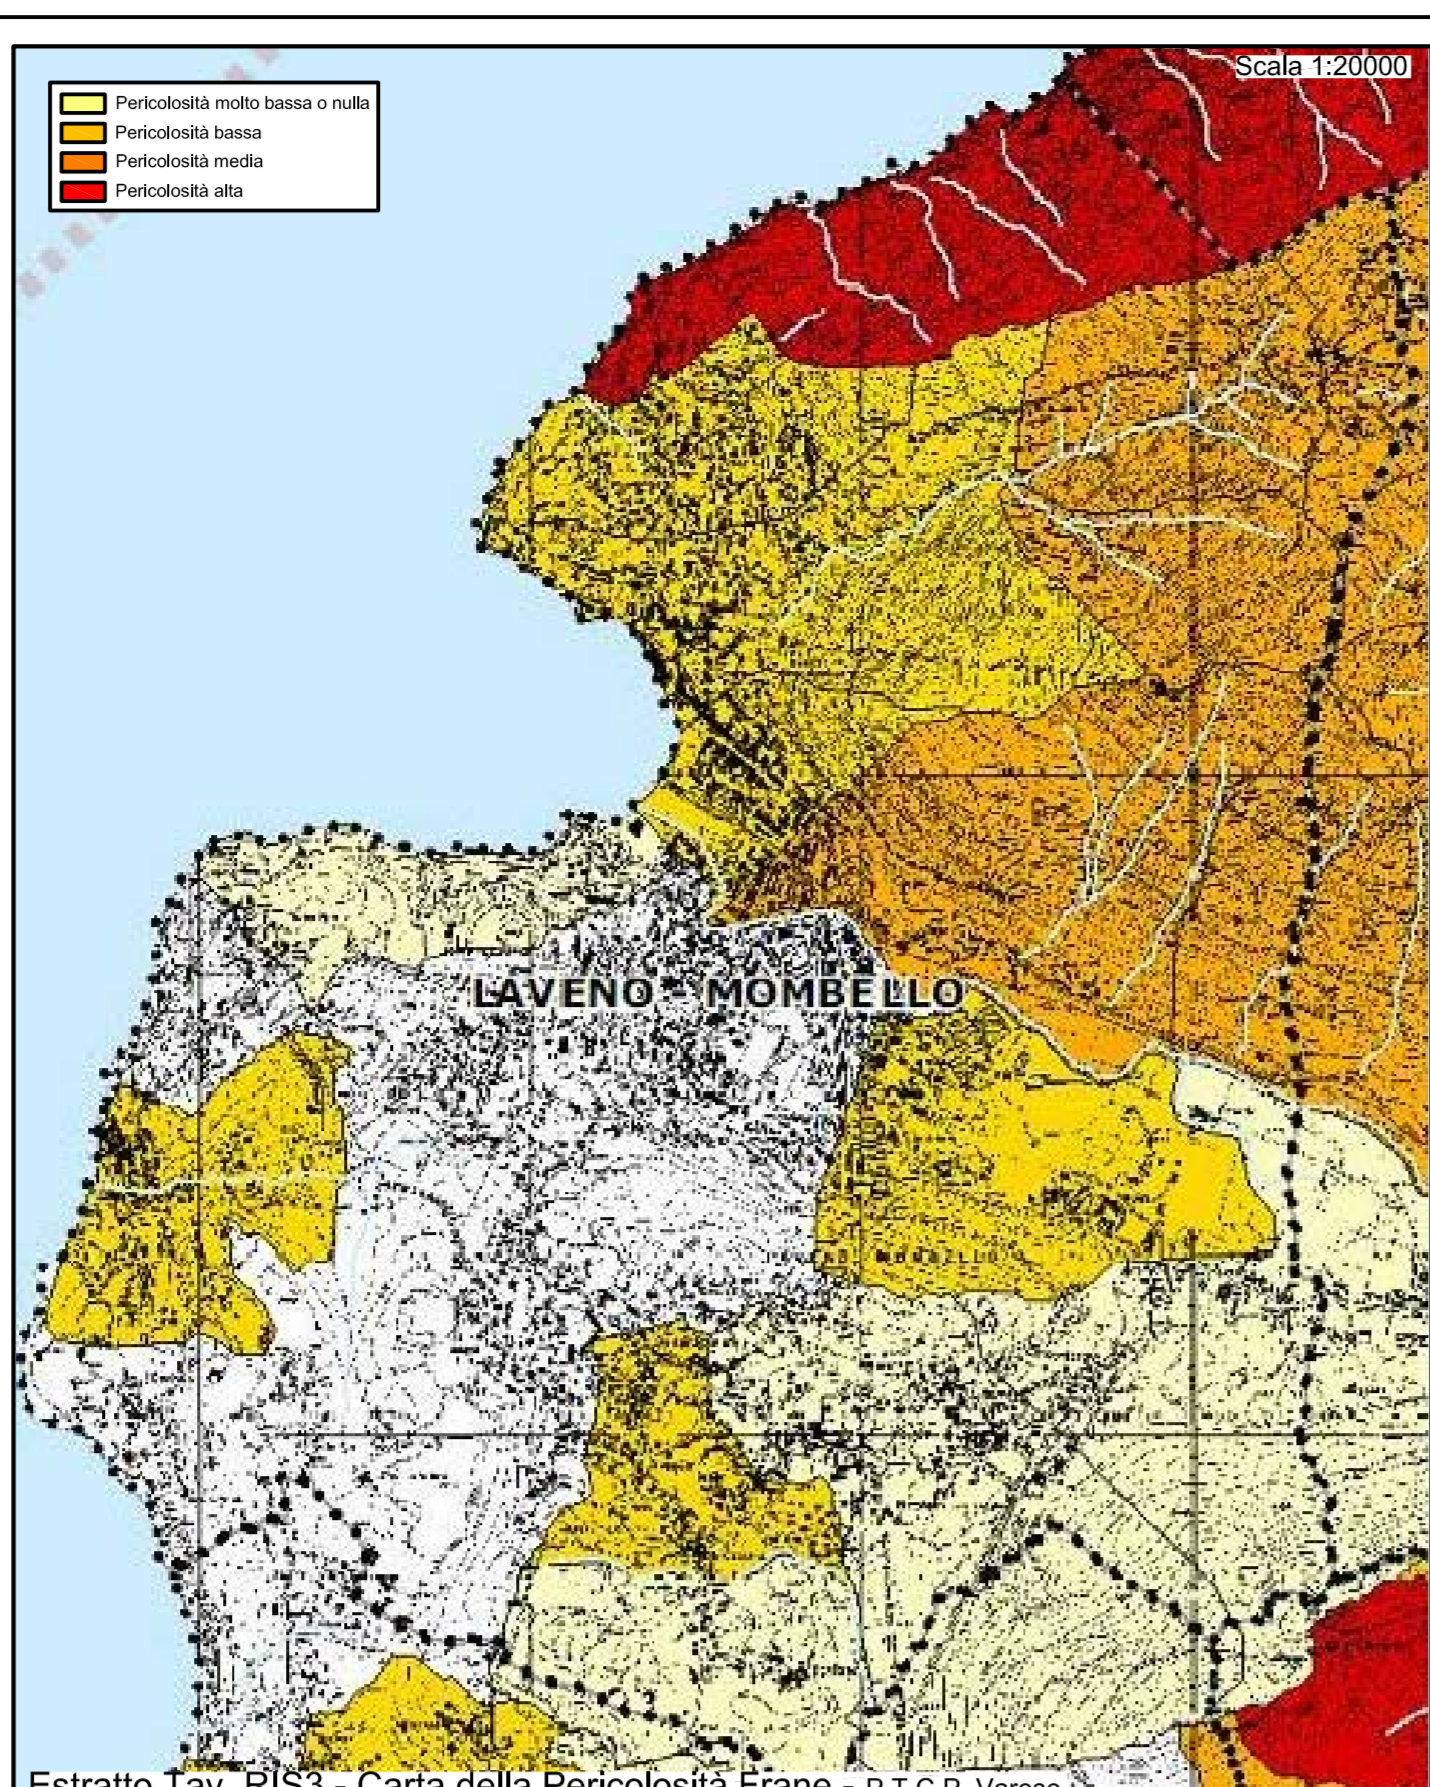 Scala 1:20000
Pericolosità molto bassa o nulla
Pericolosità bassa
Pericolosità media
Pericolosità alta
LAVENO - MOMBELLO
Estratto Tav. RIS3 - Carta della Pericolosità Frane - P.T.C.P. Varese